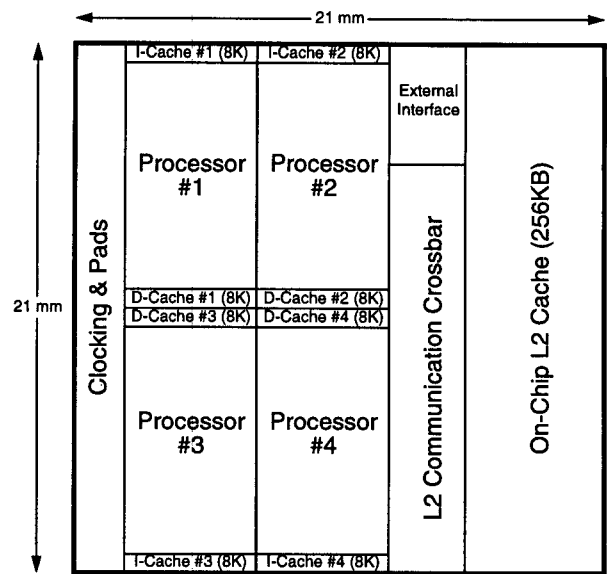 21 mm
I-Cache #1 (8K)
I-Cache #2 (8K)
External
Interface
Processor
#1
Processor
#2
21 mm
Clocking & Pads
D-Cache #1 (8K)
D-Cache #2 (8K)
D-Cache #3 (8K)
D-Cache #4 (8K)
L2 Communication Crossbar
On-Chip L2 Cache (256KB)
Processor
#3
Processor
#4
I-Cache #3 (8K)
I-Cache #4 (8K)